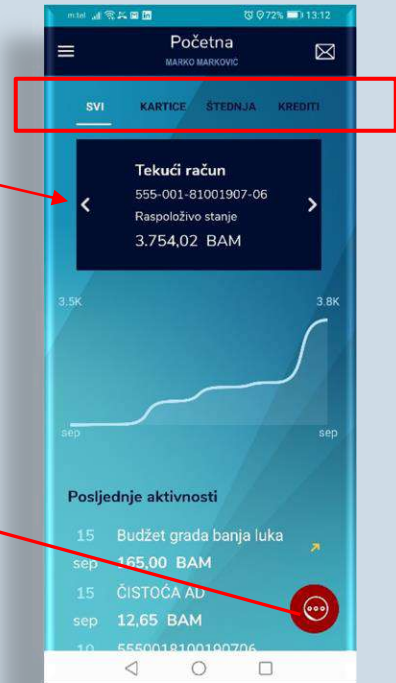 m:tel 72% 13:12
Početna
MARKO MARKOVIĆ
SVI KARTICE ŠTEDNJA KREDITI
Tekući račun
555-001-81001907-06
Raspoloživo stanje
3.754,02 BAM
3.5K 3.8K
sep sep
Posljednje aktivnosti
15 Budžet grada banja luka
sep 165,00 BAM
15 ČISTOĆA AD
sep 12,65 BAM
10 5550018100190706